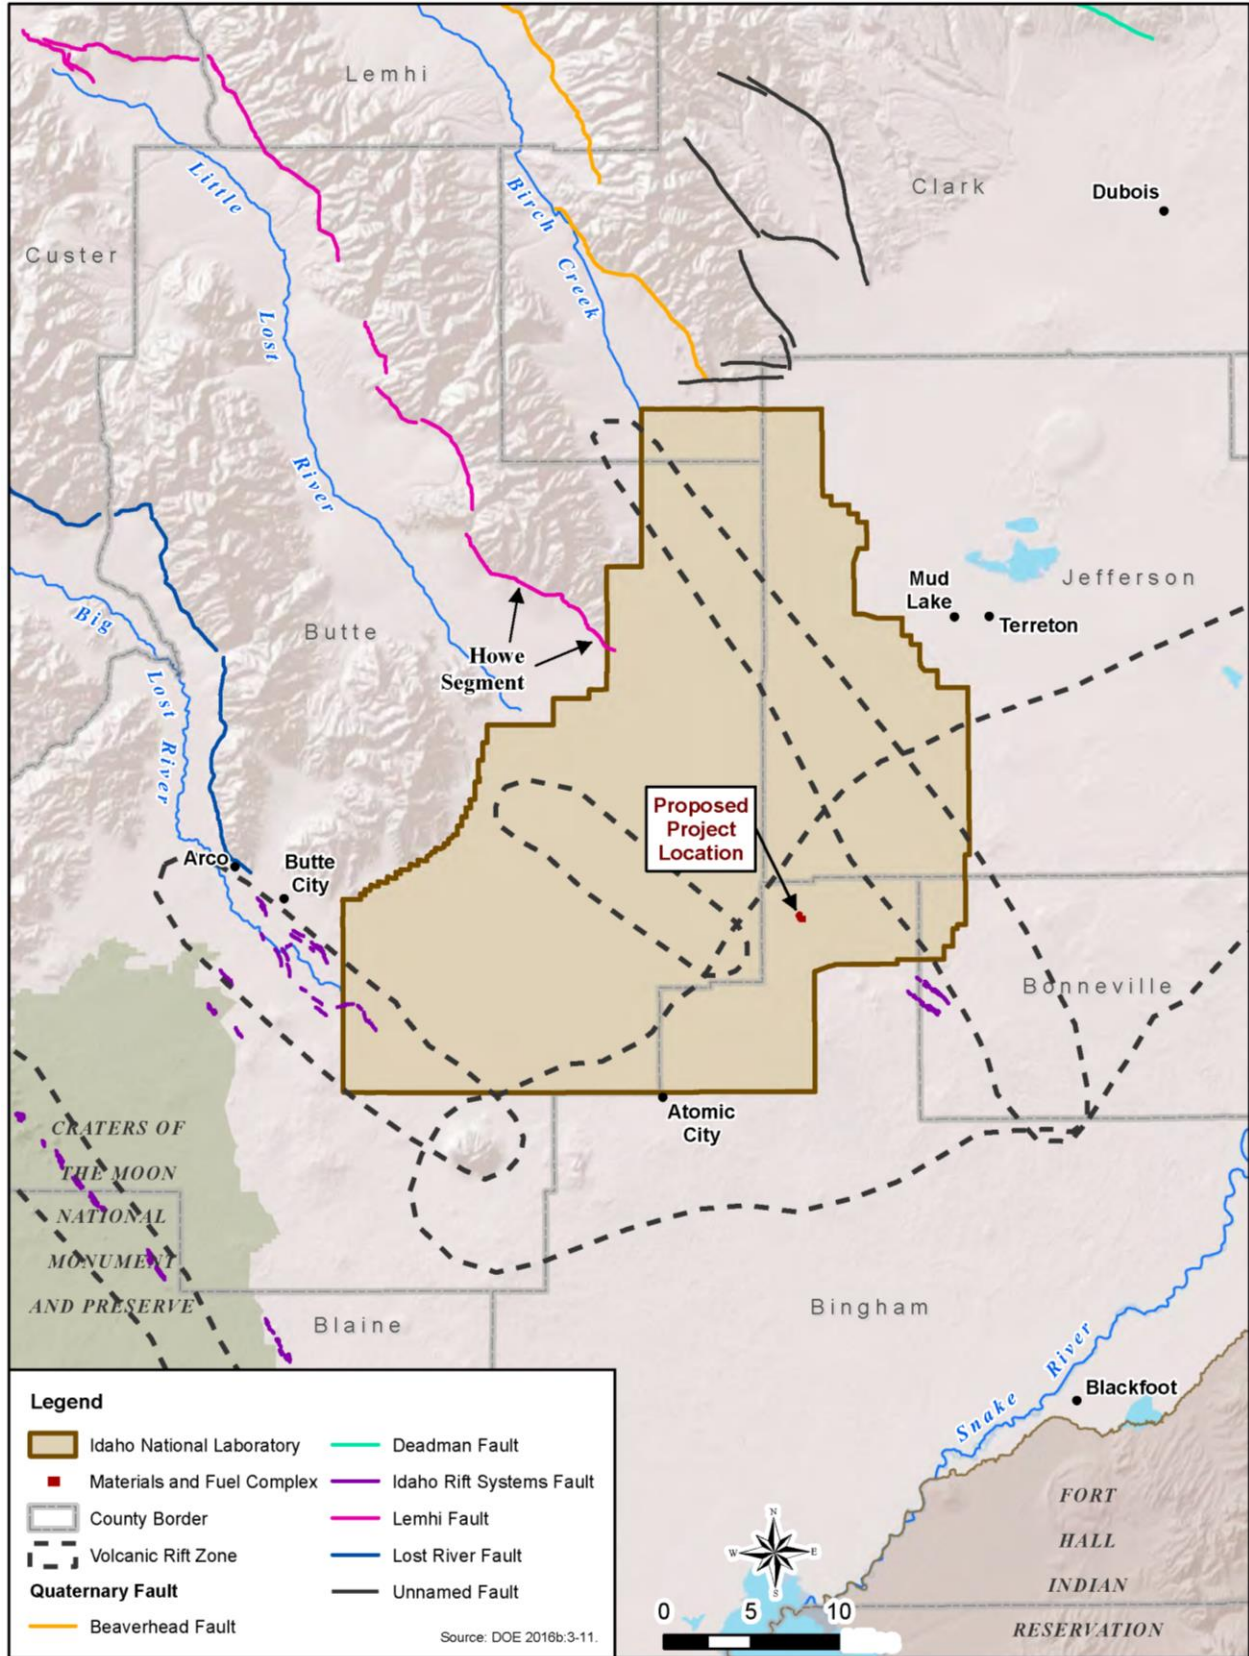 Lemhi
Clark
Dubois
Little
Birch
Creek
Custer
Lost
River
Mud
Lake
Jefferson
Terreton
Big
Butte
Howe
Segment
Lost
River
Proposed
Project
Location
Arco
Butte
City
Bonneville
Atomic
City
CRATERS OF
THE MOON
NATIONAL
MONUMENT
AND PRESERVE
Blaine
Bingham
Snake
River
Blackfoot
FORT
HALL
INDIAN
RESERVATION
N
W
E
S
0 5 10
Legend
Idaho National Laboratory
Materials and Fuel Complex
County Border
Volcanic Rift Zone
Quaternary Fault
Beaverhead Fault
Deadman Fault
Idaho Rift Systems Fault
Lemhi Fault
Lost River Fault
Unnamed Fault
Source: DOE 2016b:3-11.